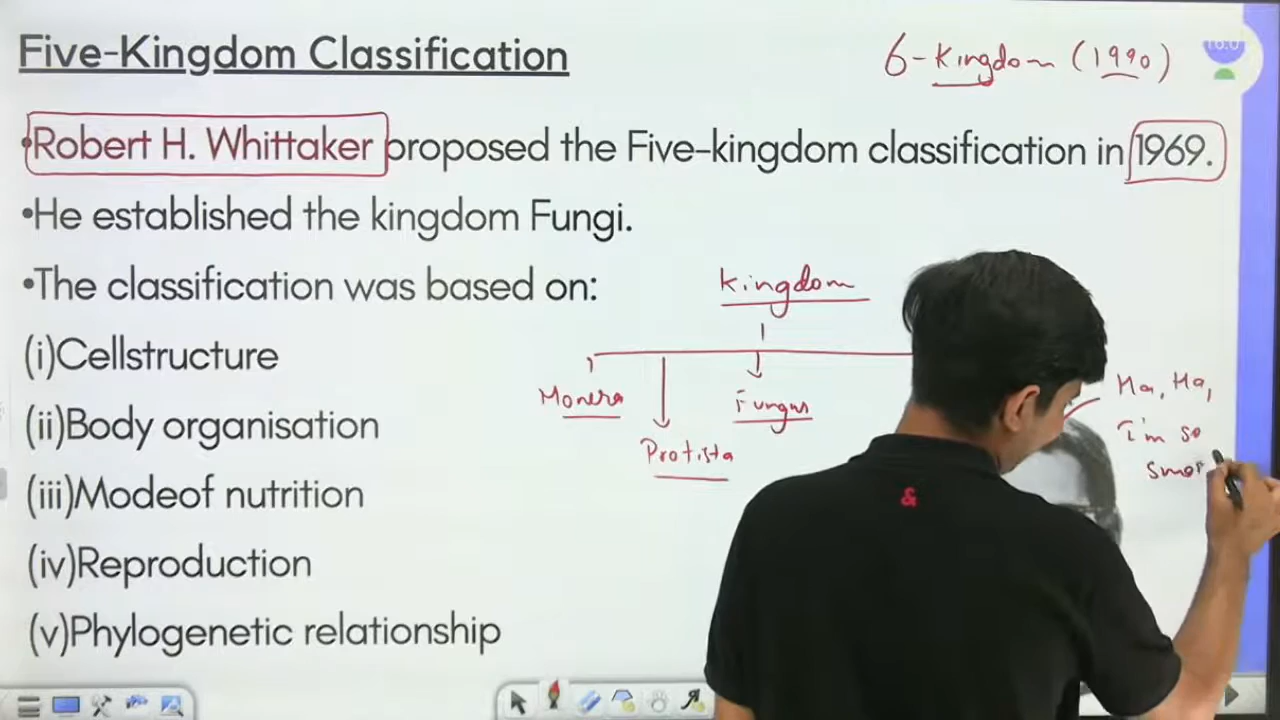 Five-Kingdom Classification
6-Kingdom (1990)
•Robert H. Whittaker proposed the Five-kingdom classification in 1969.
•He established the kingdom Fungi.
•The classification was based on:
(i)Cellstructure
(ii)Body organisation
(iii)Modeof nutrition
(iv)Reproduction
(v)Phylogenetic relationship
Kingdom
Monera
Protista
Fungus
Ha, Ha,
I'm so
&